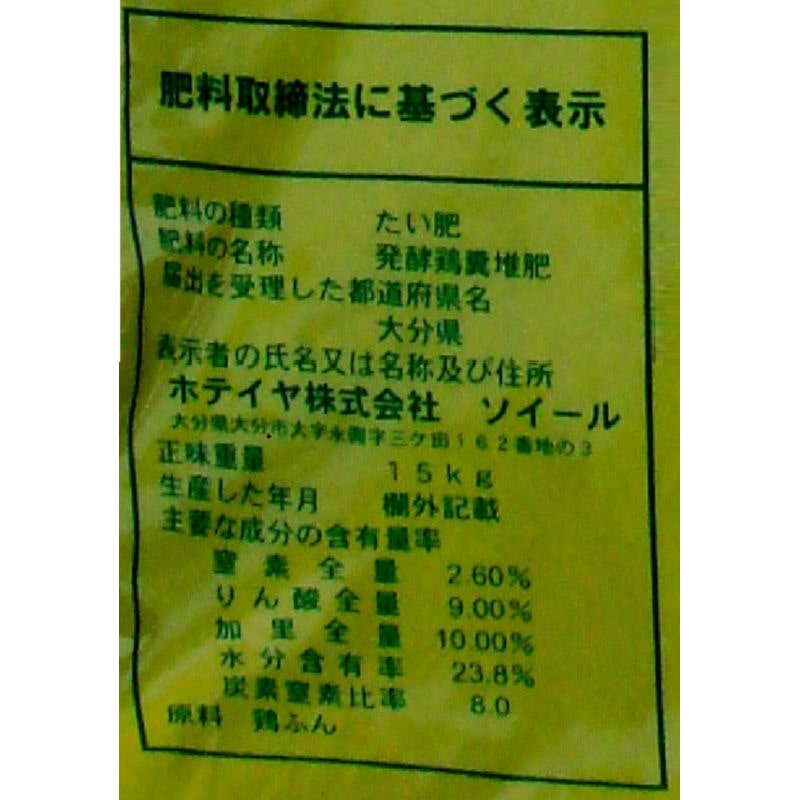 肥料取締法に基づく表示
肥料の種類 たい肥
肥料の名称 発酵鶏糞堆肥
届出を受理した都道府県名
大分県
表示者の氏名又は名称及び住所
ホテイヤ株式会社 ソイール
大分県大分市大字永興字三ケ田162番地の3
正味重量 15kg
生産した年月 欄外記載
主要な成分の含有量率
窒素全量 2.60%
りん酸全量 9.00%
加里全量 10.00%
水分含有率 23.8%
炭素窒素比率 8.0
原料 鶏ふん